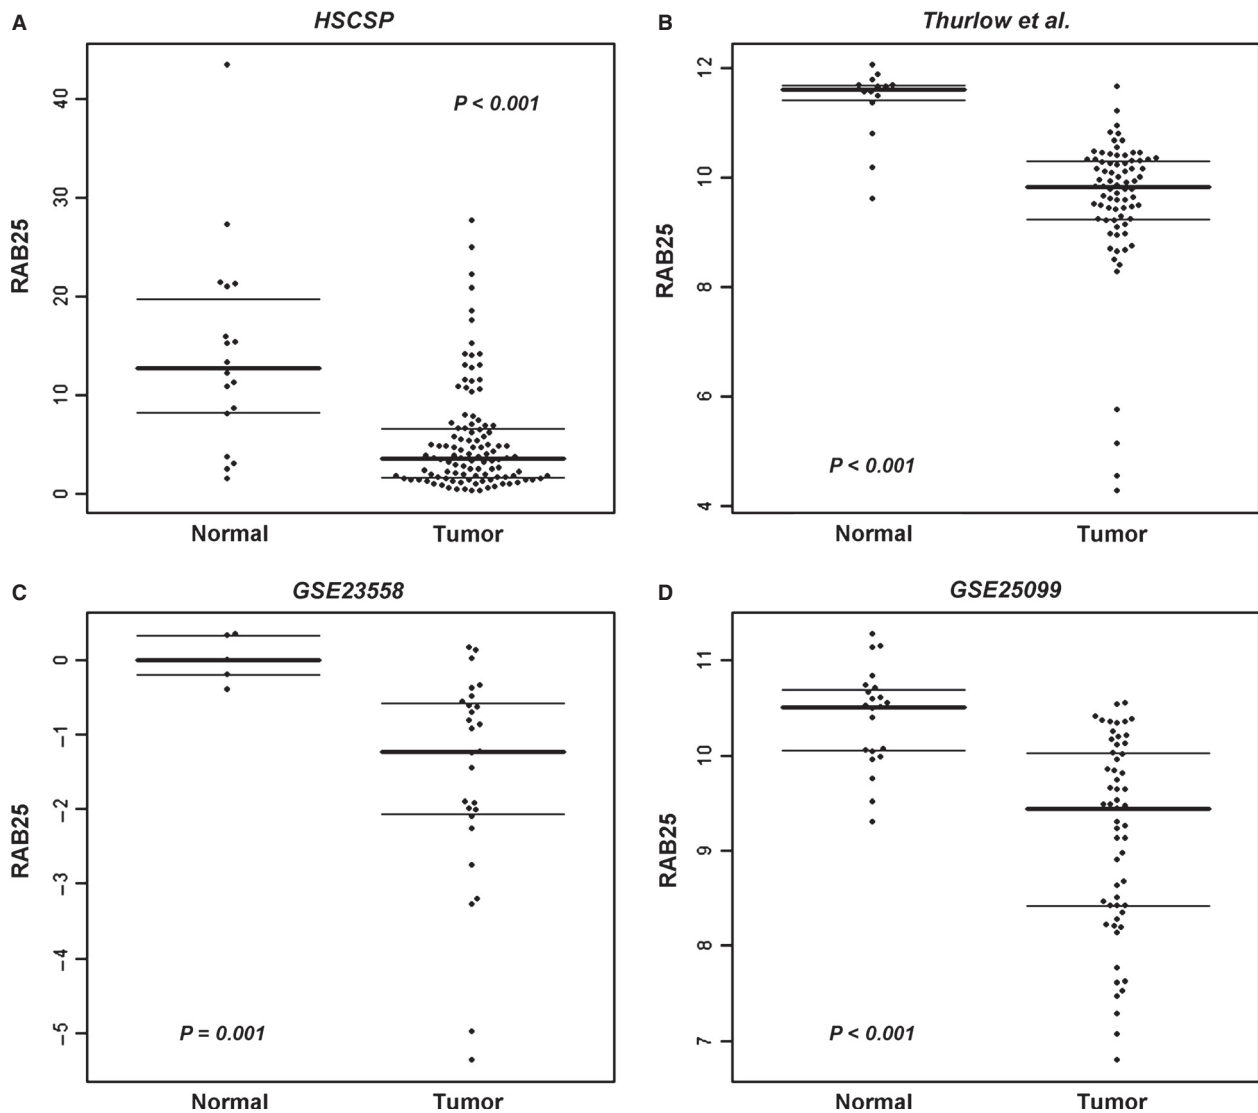 A HSCSP
RAB25
40
30
20
10
0
P < 0.001
Normal Tumor
B Thurlow et al.
RAB25
12
10
8
6
4
P < 0.001
Normal Tumor
C GSE23558
RAB25
0
−1
−2
−3
−4
−5
P = 0.001
Normal Tumor
D GSE25099
RAB25
11
10
9
8
7
P < 0.001
Normal Tumor